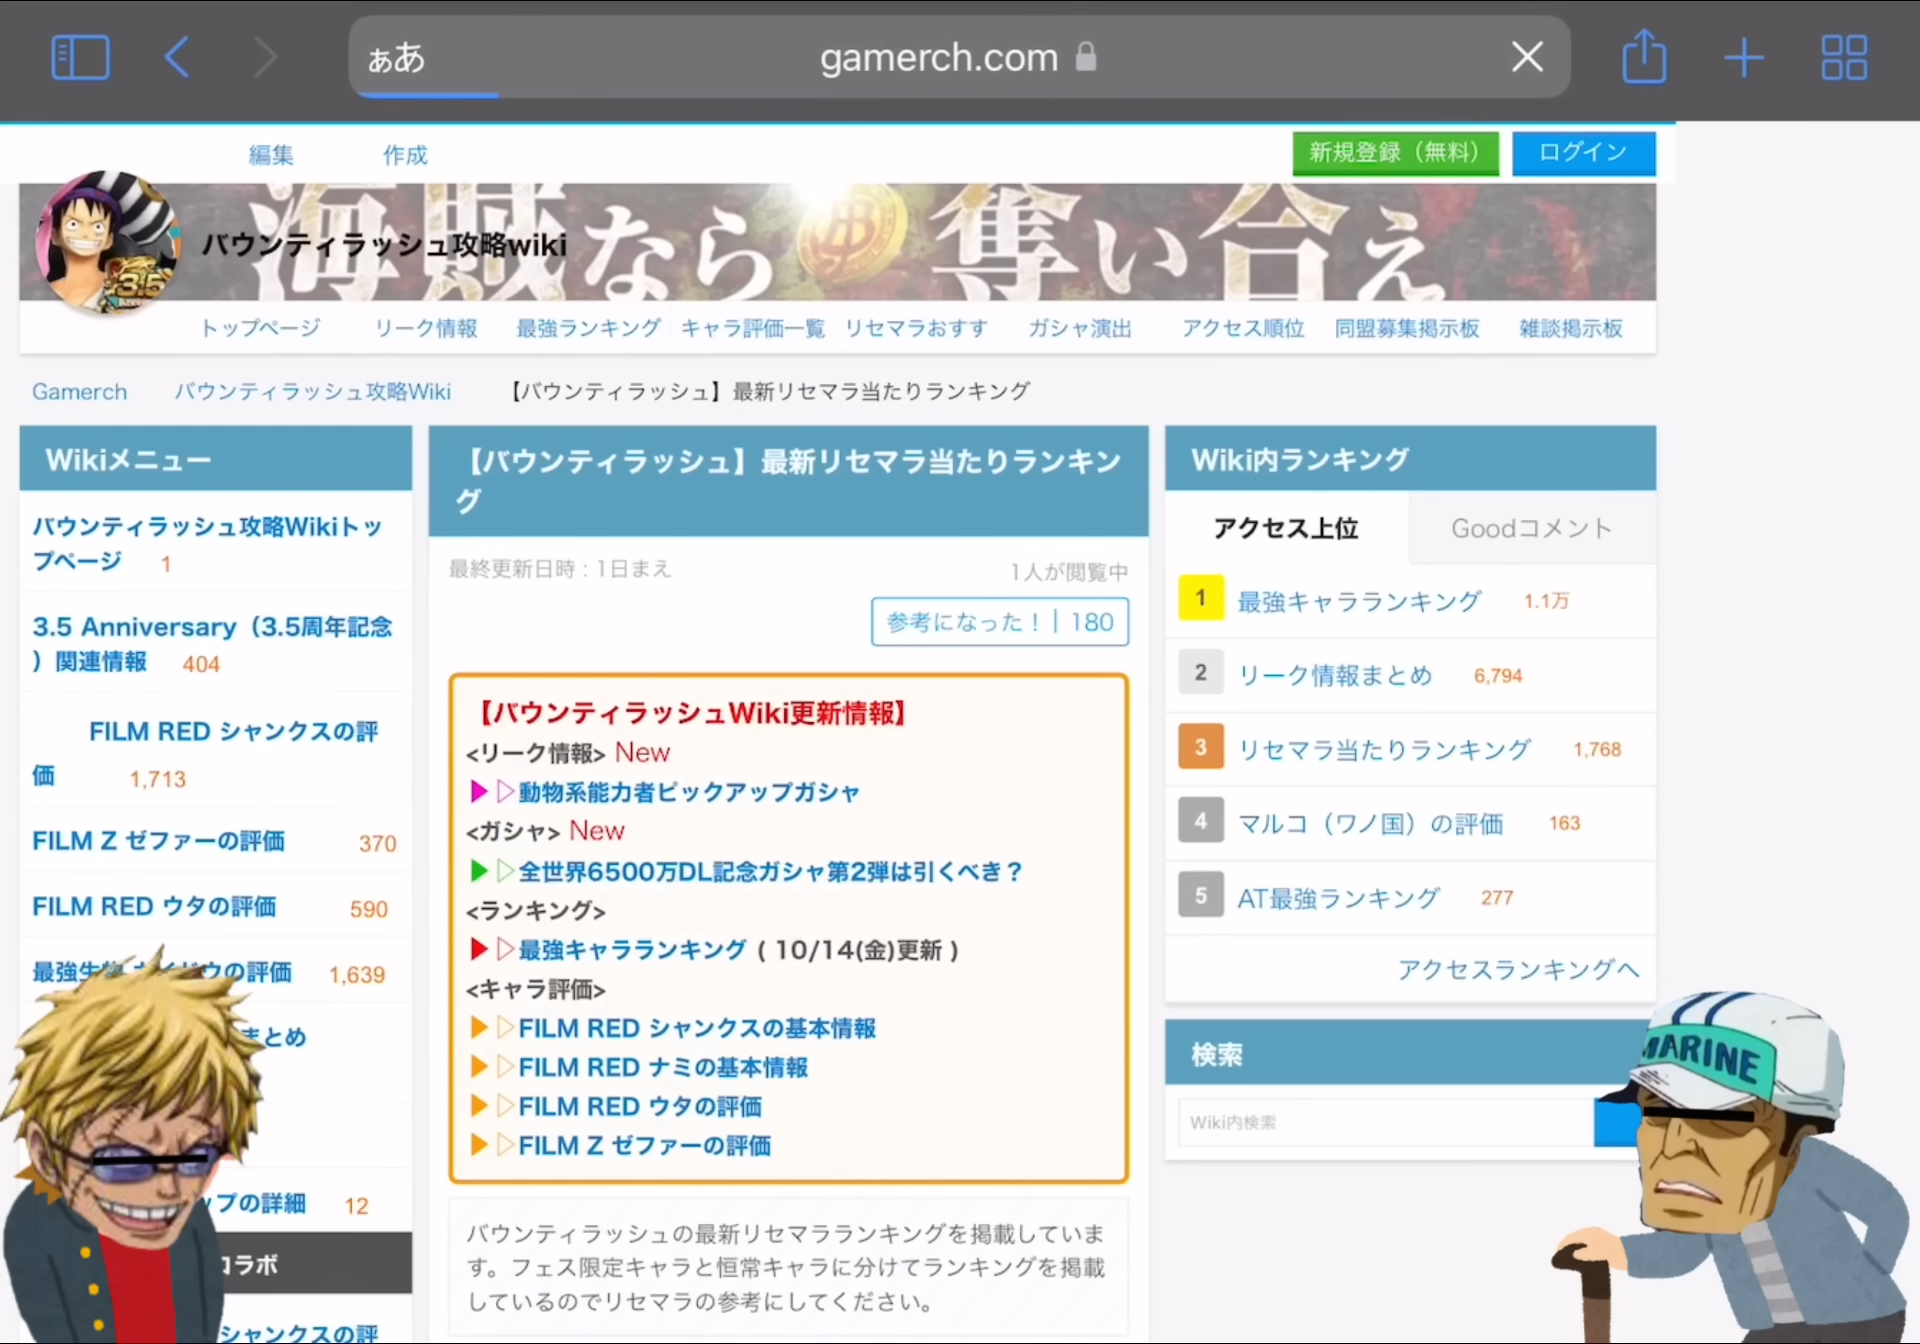 ぁあ
gamerch.com
編集
作成
新規登録（無料）
ログイン
海賊なら奪い合え
バウンティラッシュ攻略wiki
3.5
トップページ
リーク情報
最強ランキング
キャラ評価一覧
リセマラおすす
ガシャ演出
アクセス順位
同盟募集掲示板
雑談掲示板
Gamerch
バウンティラッシュ攻略Wiki
【バウンティラッシュ】最新リセマラ当たりランキング
Wikiメニュー
バウンティラッシュ攻略Wikiトッ
プページ 1
3.5 Anniversary（3.5周年記念
）関連情報 404
FILM RED シャンクスの評
価 1,713
FILM Z ゼファーの評価 370
FILM RED ウタの評価 590
最強生 の評価 1,639
まとめ
プの詳細 12
コラボ
シャンクスの評
【バウンティラッシュ】最新リセマラ当たりランキン
グ
最終更新日時 : 1日まえ
1人が閲覧中
参考になった！ 180
【バウンティラッシュWiki更新情報】
<リーク情報> New
▶▷動物系能力者ピックアップガシャ
<ガシャ> New
▶▷全世界6500万DL記念ガシャ第2弾は引くべき？
<ランキング>
▶▷最強キャラランキング ( 10/14(金)更新 )
<キャラ評価>
▶▷FILM RED シャンクスの基本情報
▶▷FILM RED ナミの基本情報
▶▷FILM RED ウタの評価
▶▷FILM Z ゼファーの評価
バウンティラッシュの最新リセマラランキングを掲載していま
す。フェス限定キャラと恒常キャラに分けてランキングを掲載
しているのでリセマラの参考にしてください。
Wiki内ランキング
アクセス上位
Goodコメント
1 最強キャラランキング 1.1万
2 リーク情報まとめ 6,794
3 リセマラ当たりランキング 1,768
4 マルコ（ワノ国）の評価 163
5 AT最強ランキング 277
アクセスランキングへ
検索
Wiki内検索
MARINE